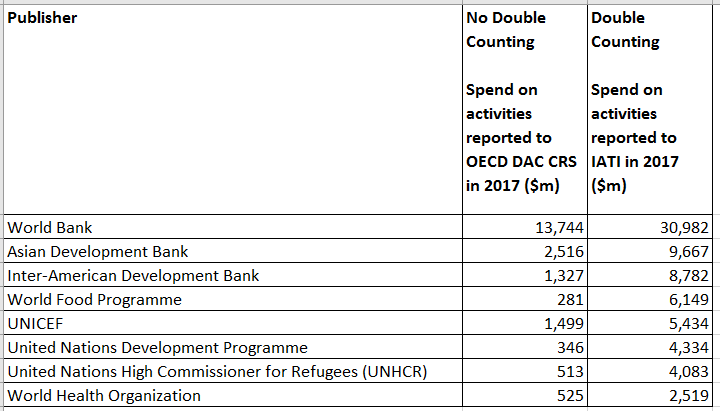 Publisher
No Double
Counting
Spend on
activities
reported to
OECD DAC CRS
in 2017 ($m)
Double
Counting
Spend on
activities
reported to
IATI in 2017
($m)
World Bank 13,744 30,982
Asian Development Bank 2,516 9,667
Inter-American Development Bank 1,327 8,782
World Food Programme 281 6,149
UNICEF 1,499 5,434
United Nations Development Programme 346 4,334
United Nations High Commissioner for Refugees (UNHCR) 513 4,083
World Health Organization 525 2,519